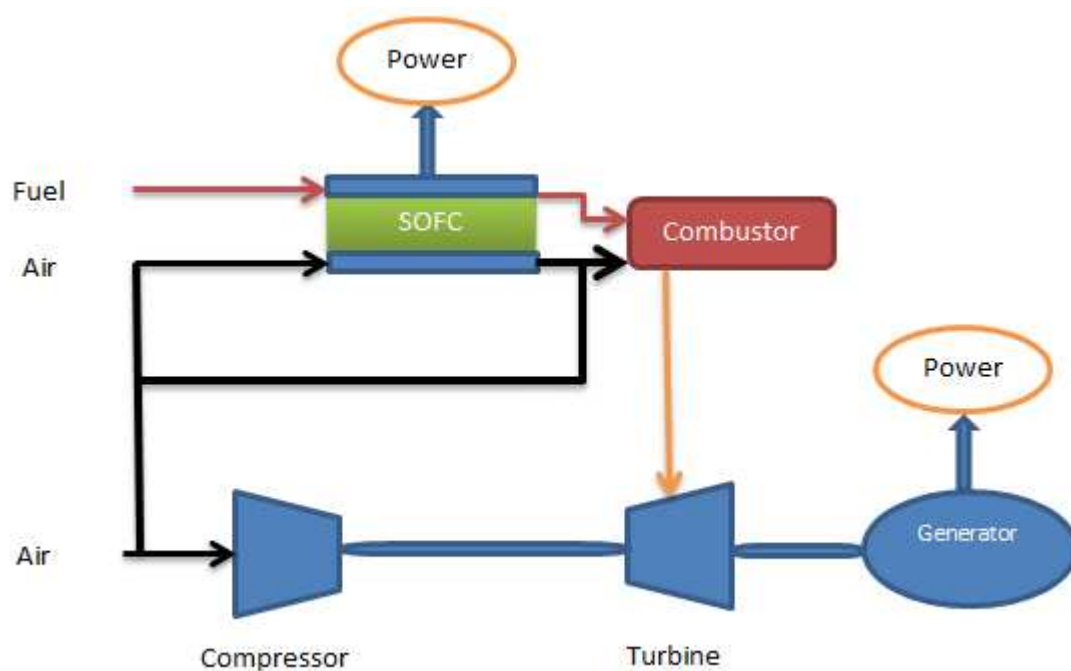 Power
Fuel
SOFC
Combustor
Air
Power
Generator
Air
Compressor
Turbine